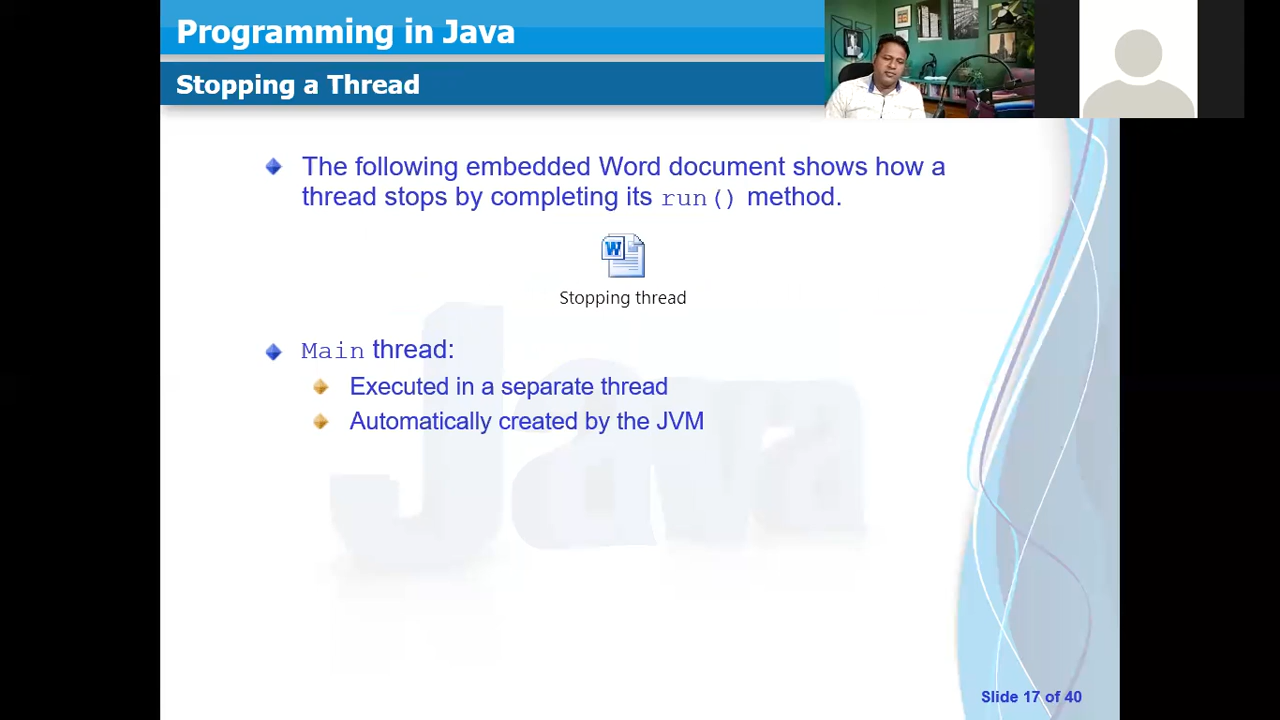 Programming in Java
Stopping a Thread
The following embedded Word document shows how a
thread stops by completing its run() method.
W
Stopping thread
Main thread:
Executed in a separate thread
Automatically created by the JVM
Java
Slide 17 of 40